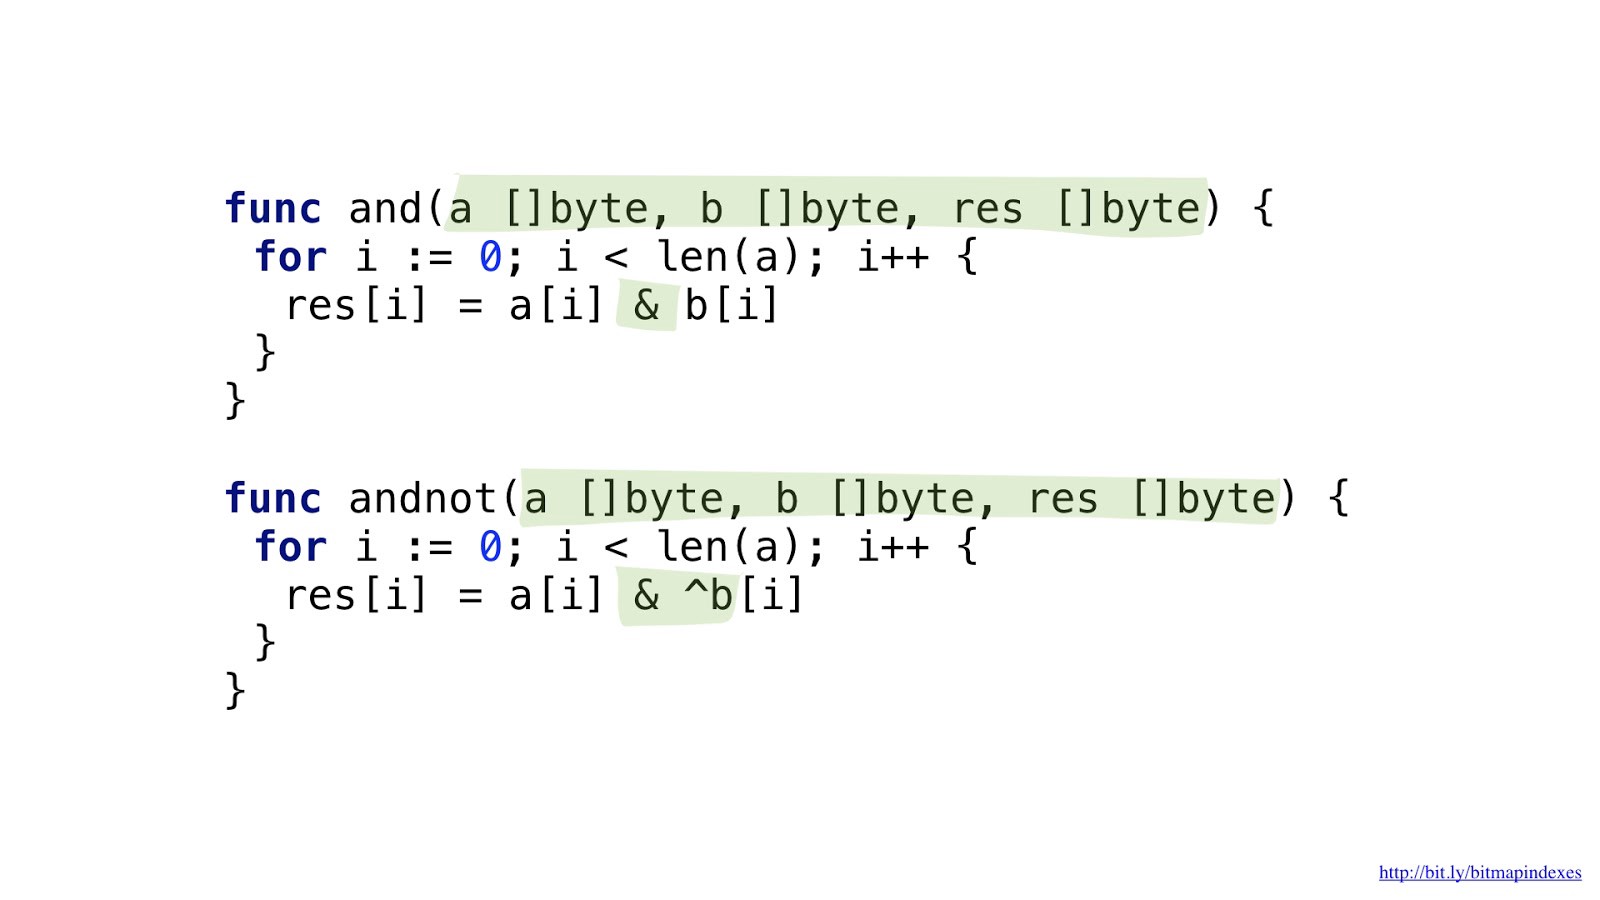 func and(a []byte, b []byte, res []byte) {
for i := 0; i < len(a); i++ {
res[i] = a[i] & b[i]
}
}
func andnot(a []byte, b []byte, res []byte) {
for i := 0; i < len(a); i++ {
res[i] = a[i] & ^b[i]
}
}
http://bit.ly/bitmapindexes